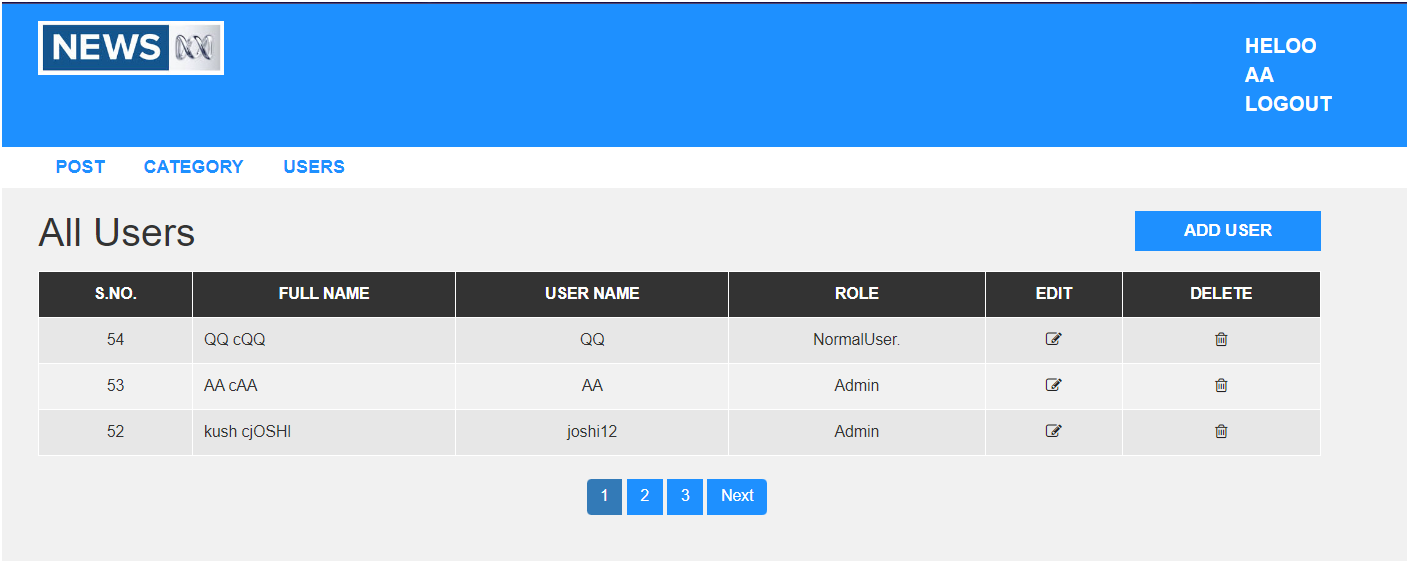 NEWS
HELOO
AA
LOGOUT
POST CATEGORY USERS
All Users ADD USER
S.NO. FULL NAME USER NAME ROLE EDIT DELETE
54 QQ cQQ QQ NormalUser.
53 AA cAA AA Admin
52 kush cjOSHI joshi12 Admin
1 2 3 Next